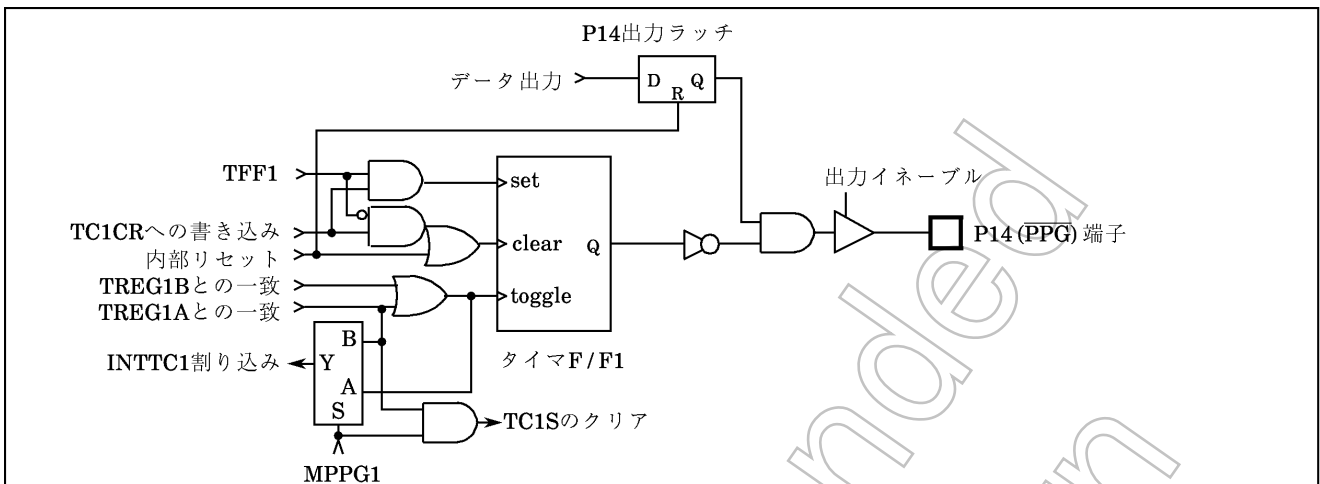 P14出力ラッチ
データ出力
D
Q
R
TFF1
set
出力イネーブル
TC1CRへの書き込み
内部リセット
clear
Q
P14 (PPG) 端子
TREG1Bとの一致
TREG1Aとの一致
toggle
B
INTTC1割り込み
Y
タイマF/F1
A
S
TC1Sのクリア
MPPG1
nded
n